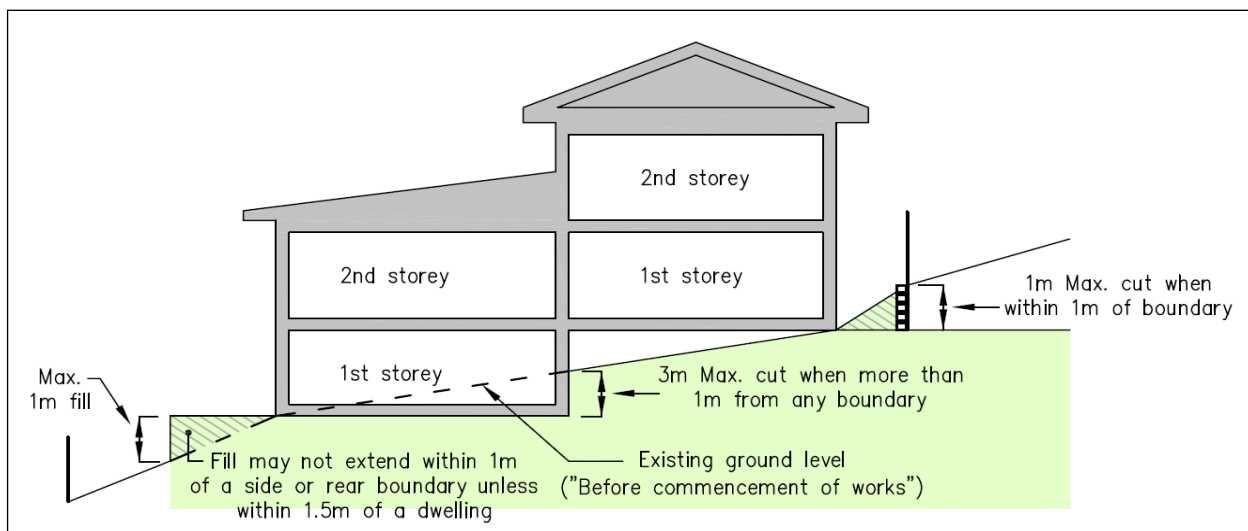 2nd storey
2nd storey
1st storey
1m Max. cut when
within 1m of boundary
1st storey
Max.
1m fill
3m Max. cut when more than
1m from any boundary
Fill may not extend within 1m
of a side or rear boundary unless
within 1.5m of a dwelling
Existing ground level
("Before commencement of works")